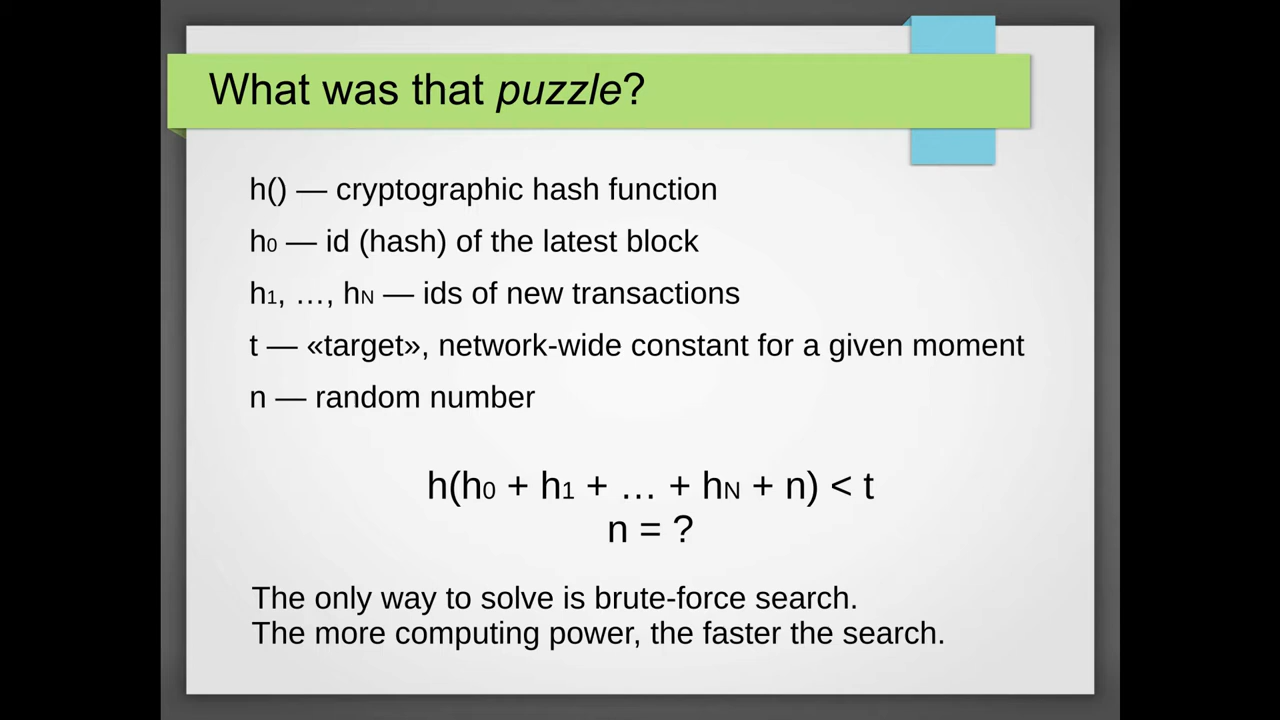 What was that puzzle?
h() — cryptographic hash function
h0 — id (hash) of the latest block
h1, …, hN — ids of new transactions
t — «target», network-wide constant for a given moment
n — random number
h(h0 + h1 + … + hN + n) < t
n = ?
The only way to solve is brute-force search.
The more computing power, the faster the search.